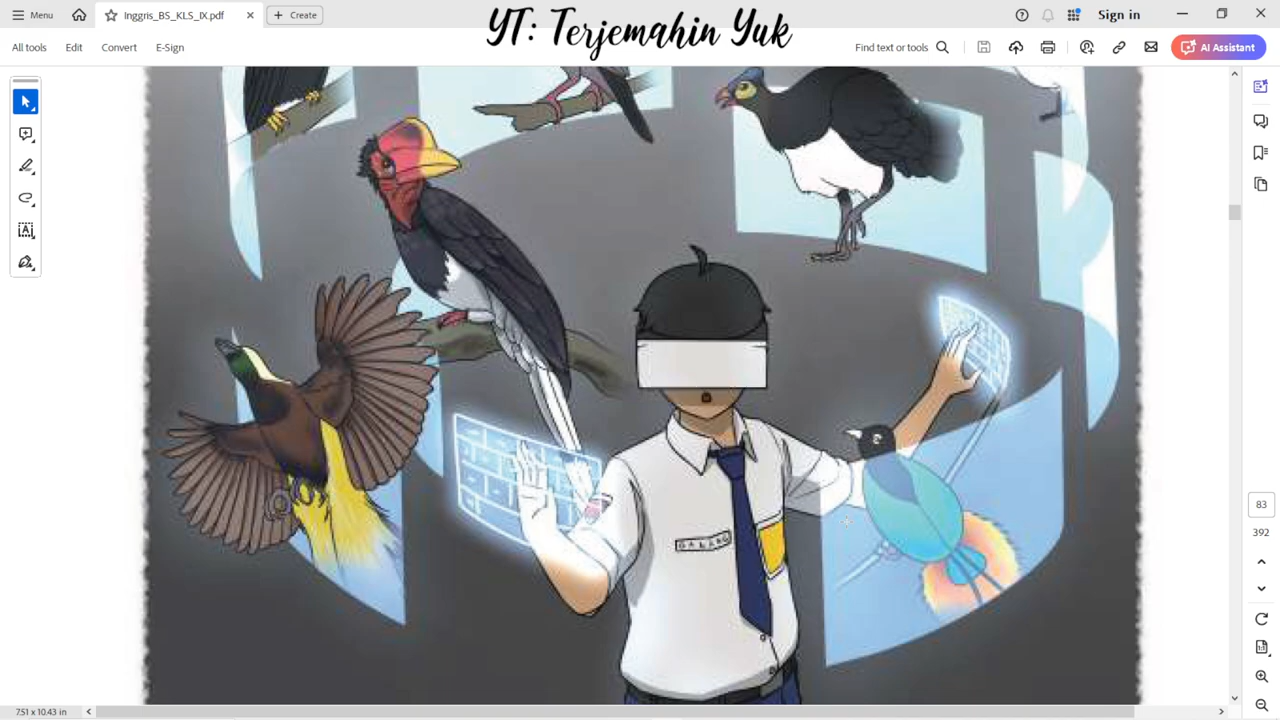 Menu
Inggris_BS_KLS_IX.pdf
Create
YT: Terjemahin Yuk
Sign in
All tools
Edit
Convert
E-Sign
Find text or tools
AI Assistant
GALANG
83
392
7.51 x 10.43 in